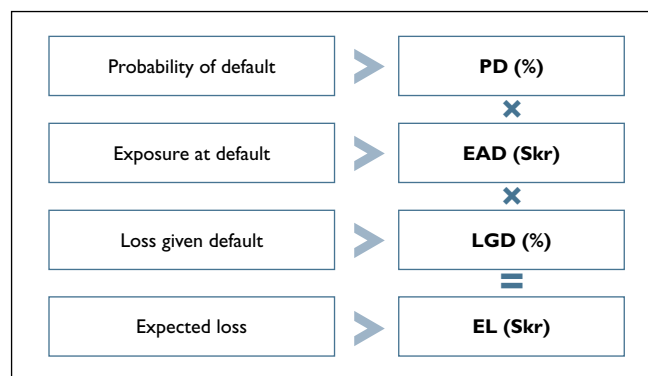 Probability of default > PD (%)
×
Exposure at default > EAD (Skr)
×
Loss given default > LGD (%)
=
Expected loss > EL (Skr)